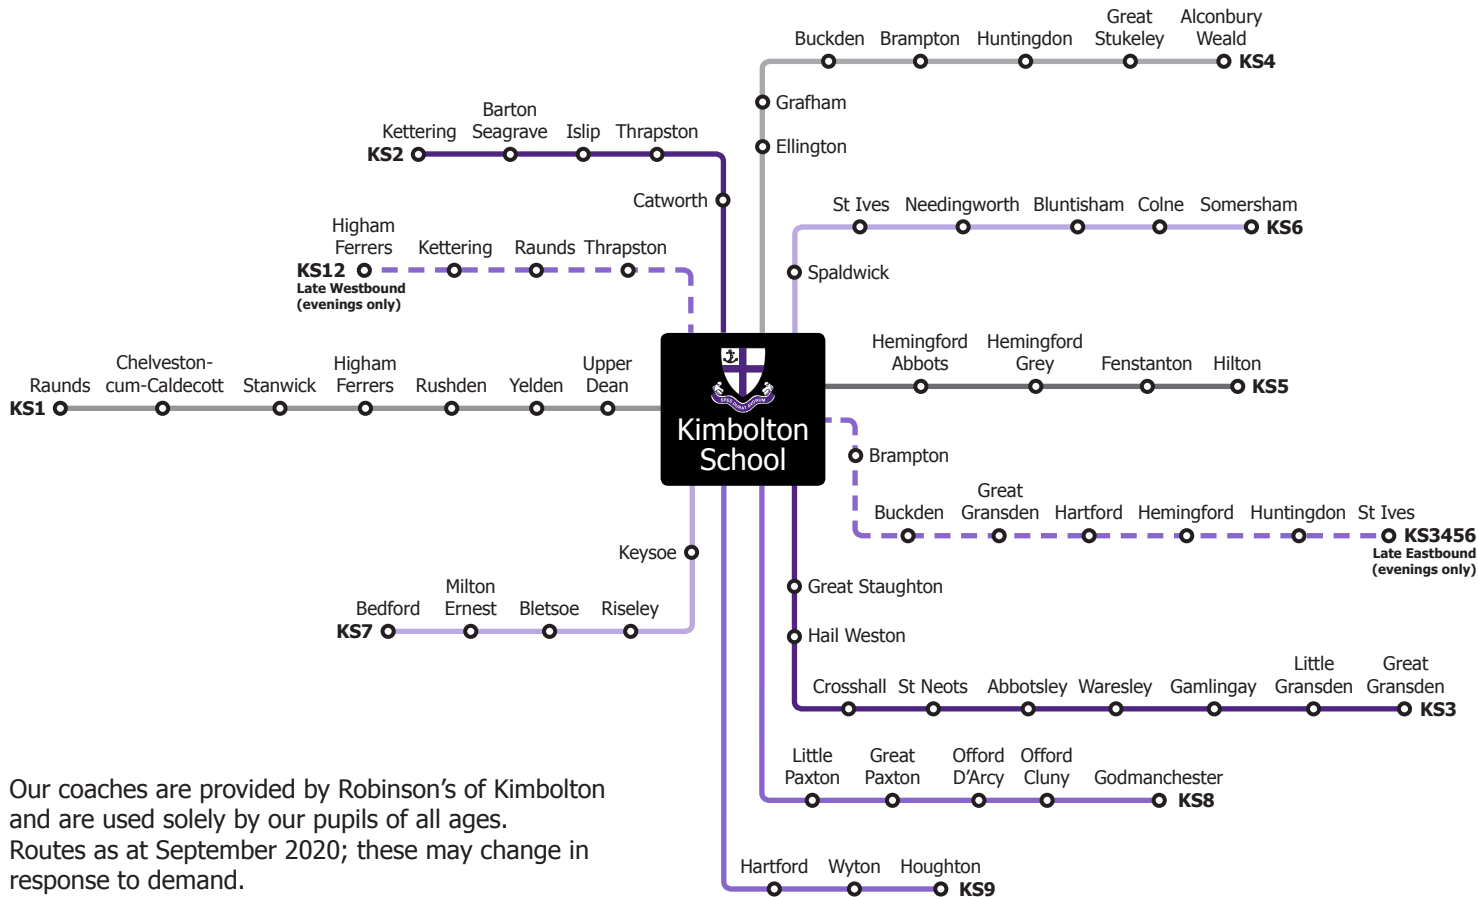 Buckden
Brampton
Huntingdon
Great
Stukeley
Alconbury
Weald
KS4
Grafham
Ellington
Kettering
Barton
Seagrave
Islip
Thrapston
KS2
Catworth
St Ives
Needingworth
Bluntisham
Colne
Somersham
KS6
Spaldwick
Higham
Ferrers
Kettering
Raunds
Thrapston
KS12
Late Westbound
(evenings only)
Hemingford
Abbots
Hemingford
Grey
Fenstanton
Hilton
KS5
Raunds
Chelveston-
cum-Caldecott
Stanwick
Higham
Ferrers
Rushden
Yelden
Upper
Dean
KS1
SPES DURAT AVORUM
Kimbolton
School
Brampton
Buckden
Great
Gransden
Hartford
Hemingford
Huntingdon
St Ives
KS3456
Late Eastbound
(evenings only)
Keysoe
Bedford
Milton
Ernest
Bletsoe
Riseley
KS7
Great Staughton
Hail Weston
Crosshall
St Neots
Abbotsley
Waresley
Gamlingay
Little
Gransden
Great
Gransden
KS3
Little
Paxton
Great
Paxton
Offord
D'Arcy
Offord
Cluny
Godmanchester
KS8
Hartford
Wyton
Houghton
KS9
Our coaches are provided by Robinson's of Kimbolton
and are used solely by our pupils of all ages.
Routes as at September 2020; these may change in
response to demand.